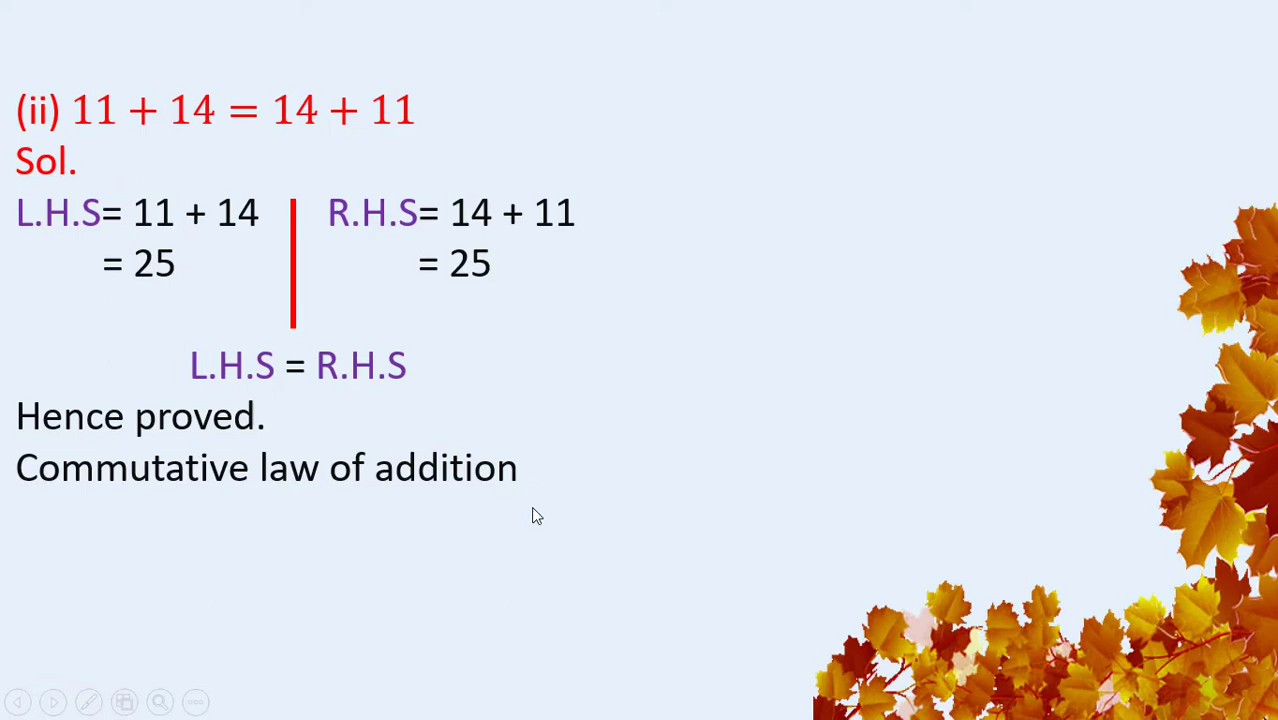 (ii) 11 + 14 = 14 + 11
Sol.
L.H.S= 11 + 14 R.H.S= 14 + 11
= 25 = 25
L.H.S = R.H.S
Hence proved.
Commutative law of addition